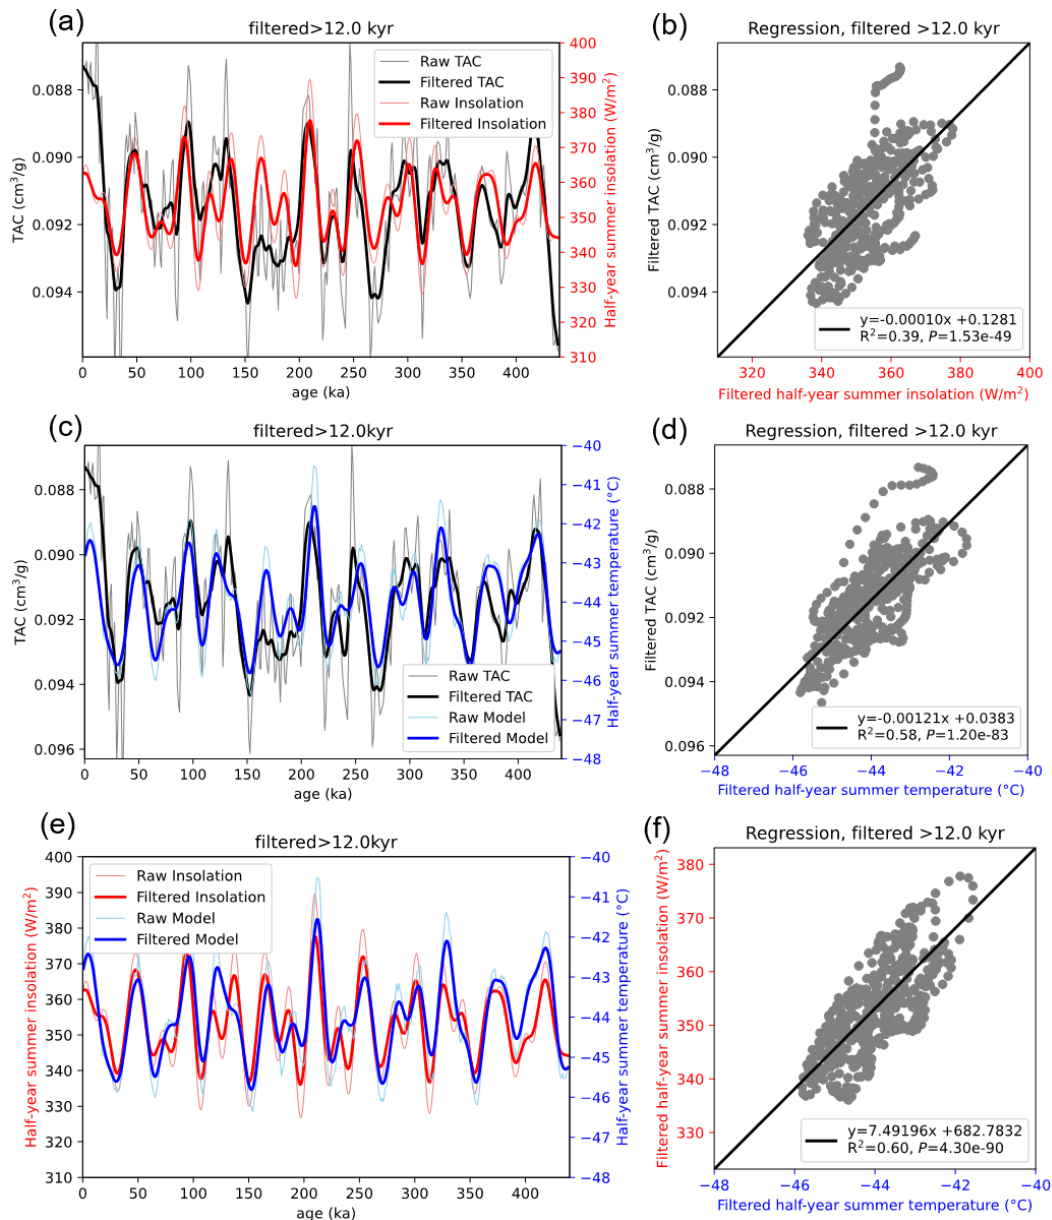 (a)
filtered>12.0 kyr
Raw TAC
Filtered TAC
Raw Insolation
Filtered Insolation
0.088
0.090
0.092
0.094
TAC (cm³/g)
400
390
380
370
360
350
340
330
320
310
Half-year summer insolation (W/m²)
0 50 100 150 200 250 300 350 400
age (ka)
(b)
Regression, filtered >12.0 kyr
0.088
0.090
0.092
0.094
Filtered TAC (cm³/g)
y=-0.00010x +0.1281
R²=0.39, P=1.53e-49
320 340 360 380 400
Filtered half-year summer insolation (W/m²)
(c)
filtered>12.0kyr
0.088
0.090
0.092
0.094
0.096
TAC (cm³/g)
−40
−41
−42
−43
−44
−45
−46
−47
−48
Half-year summer temperature (°C)
Raw TAC
Filtered TAC
Raw Model
Filtered Model
0 50 100 150 200 250 300 350 400
age (ka)
(d)
Regression, filtered >12.0 kyr
0.088
0.090
0.092
0.094
0.096
Filtered TAC (cm³/g)
y=-0.00121x +0.0383
R²=0.58, P=1.20e-83
−48 −46 −44 −42 −40
Filtered half-year summer temperature (°C)
(e)
filtered>12.0kyr
400
390
380
370
360
350
340
330
320
310
Half-year summer insolation (W/m²)
Raw Insolation
Filtered Insolation
Raw Model
Filtered Model
−40
−41
−42
−43
−44
−45
−46
−47
−48
Half-year summer temperature (°C)
0 50 100 150 200 250 300 350 400
age (ka)
(f)
Regression, filtered >12.0 kyr
380
370
360
350
340
330
Filtered half-year summer insolation (W/m²)
y=7.49196x +682.7832
R²=0.60, P=4.30e-90
−48 −46 −44 −42 −40
Filtered half-year summer temperature (°C)